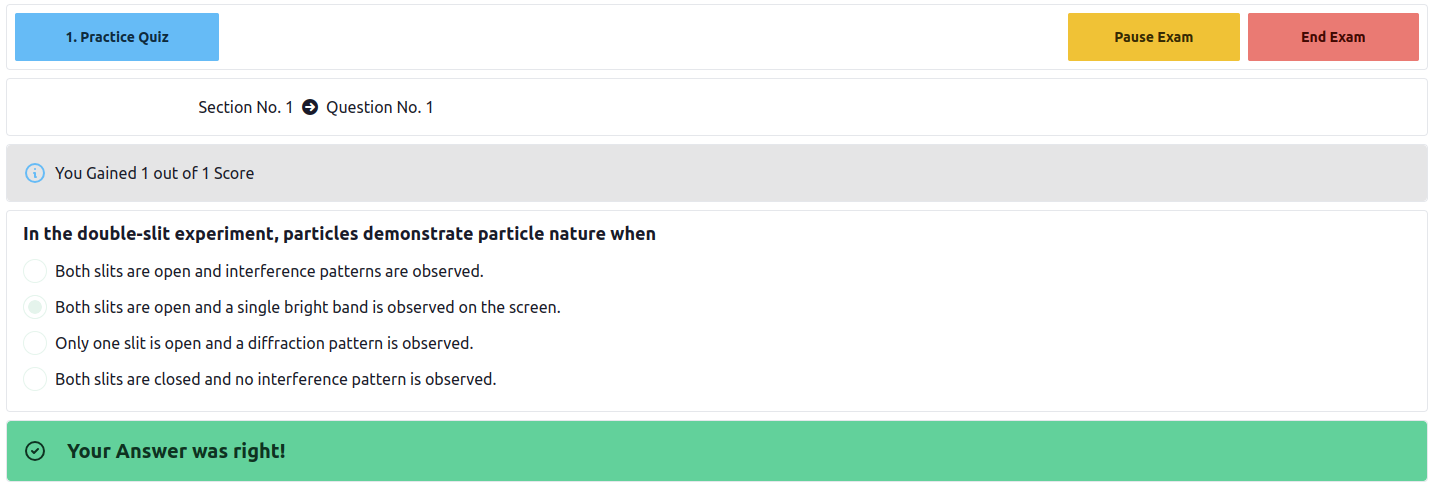 1. Practice Quiz
Pause Exam
End Exam
Section No. 1 Question No. 1
You Gained 1 out of 1 Score
In the double-slit experiment, particles demonstrate particle nature when
Both slits are open and interference patterns are observed.
Both slits are open and a single bright band is observed on the screen.
Only one slit is open and a diffraction pattern is observed.
Both slits are closed and no interference pattern is observed.
Your Answer was right!